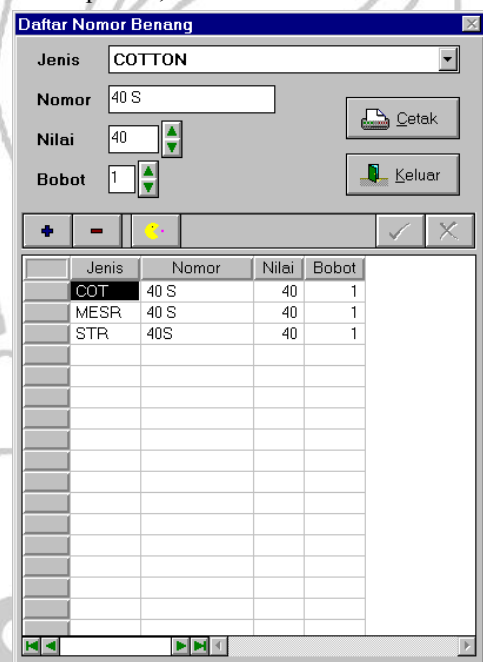 Daftar Nomor Benang
Jenis COTTON
Nomor 40 S
Cetak
Nilai 40
Bobot 1
Keluar
Jenis Nomor Nilai Bobot
COT 40 S 40 1
MESR 40 S 40 1
STR 40S 40 1